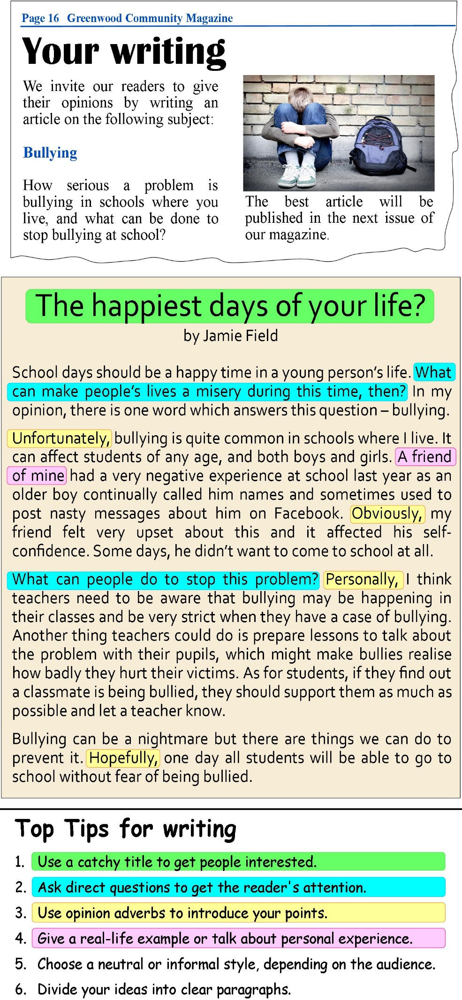 Page 16 Greenwood Community Magazine
Your writing
We invite our readers to give
their opinions by writing an
article on the following subject:
Bullying
How serious a problem is
bullying in schools where you
live, and what can be done to
stop bullying at school?
The best article will be
published in the next issue of
our magazine.
The happiest days of your life?
by Jamie Field
School days should be a happy time in a young person's life. What
can make people's lives a misery during this time, then? In my
opinion, there is one word which answers this question – bullying.
Unfortunately, bullying is quite common in schools where I live. It
can affect students of any age, and both boys and girls. A friend
of mine had a very negative experience at school last year as an
older boy continually called him names and sometimes used to
post nasty messages about him on Facebook. Obviously, my
friend felt very upset about this and it affected his self-
confidence. Some days, he didn't want to come to school at all.
What can people do to stop this problem? Personally, I think
teachers need to be aware that bullying may be happening in
their classes and be very strict when they have a case of bullying.
Another thing teachers could do is prepare lessons to talk about
the problem with their pupils, which might make bullies realise
how badly they hurt their victims. As for students, if they find out
a classmate is being bullied, they should support them as much as
possible and let a teacher know.
Bullying can be a nightmare but there are things we can do to
prevent it. Hopefully, one day all students will be able to go to
school without fear of being bullied.
Top Tips for writing
1. Use a catchy title to get people interested.
2. Ask direct questions to get the reader's attention.
3. Use opinion adverbs to introduce your points.
4. Give a real-life example or talk about personal experience.
5. Choose a neutral or informal style, depending on the audience.
6. Divide your ideas into clear paragraphs.